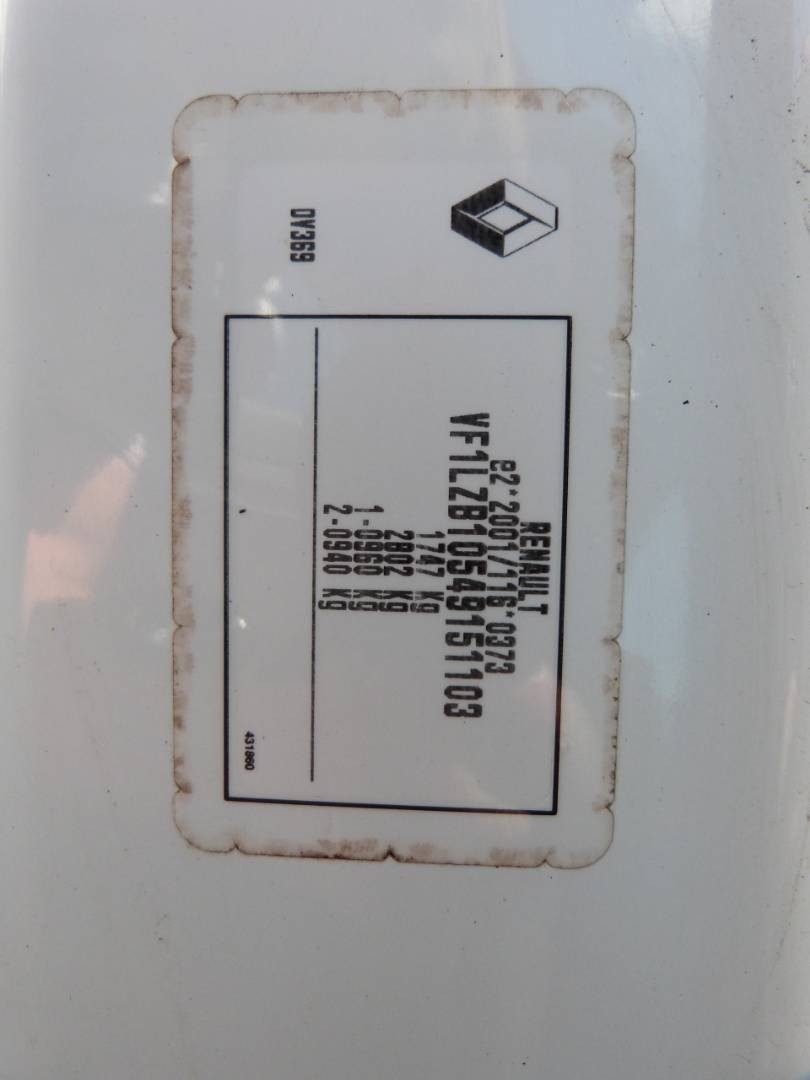 RENAULT
e2*2001/116*0373
VF1LZB10549151103
1747 Kg
2802 Kg
1-0960 Kg
2-0940 Kg
DV369
431860